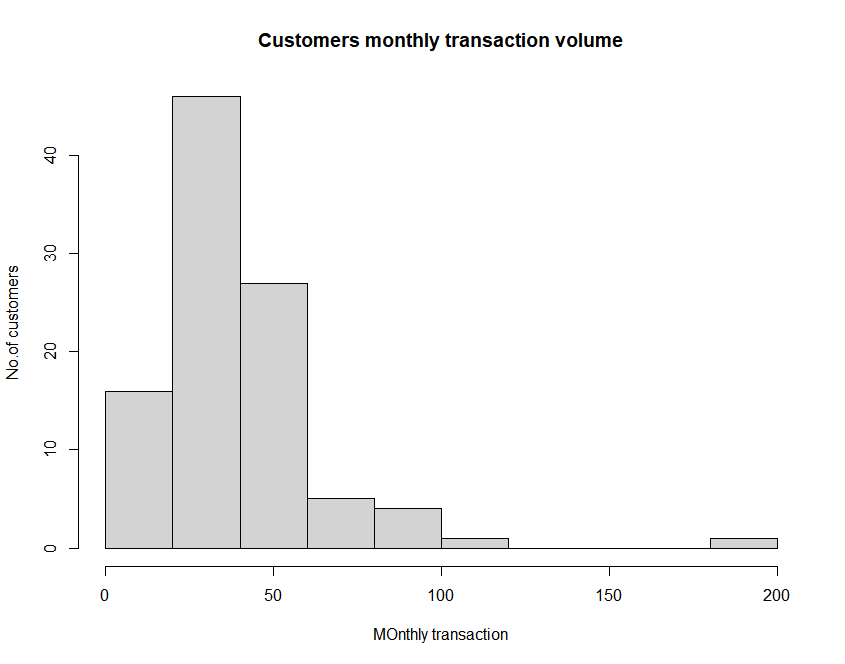 Customers monthly transaction volume
No.of customers
40
30
20
10
0
0 50 100 150 200
MOnthly transaction